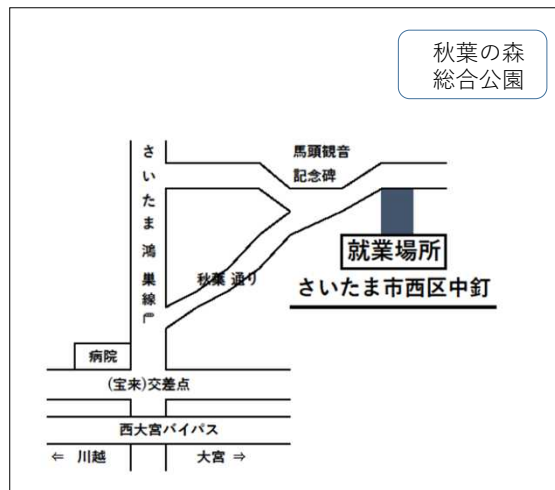 秋葉の森
総合公園
馬頭観音
記念碑
さいたま鴻巣線
秋葉通り
就業場所
さいたま市西区中釘
病院
(宝来)交差点
西大宮バイパス
⇐ 川越
大宮 ⇒